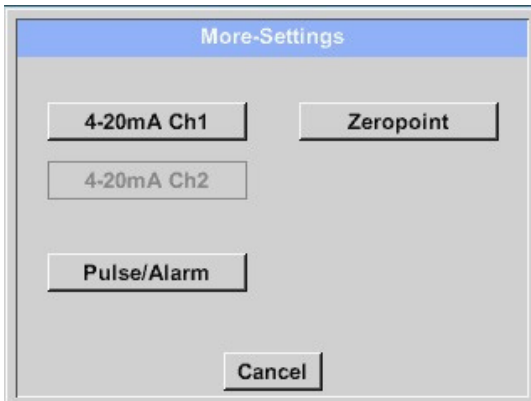 More-Settings
4-20mA Ch1
Zeropoint
4-20mA Ch2
Pulse/Alarm
Cancel